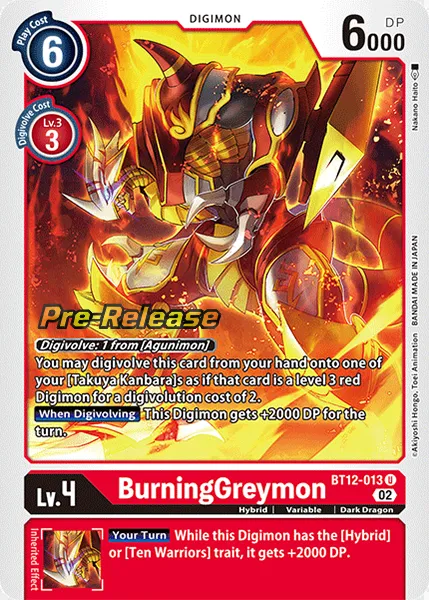 Play Cost
6
DIGIMON
DP
6000
Digivolve Cost
Lv.3
3
Nakano Haito
Pre-Release
Digivolve: 1 from [Agunimon]
You may digivolve this card from your hand onto one of
your [Takuya Kanbara]s as if that card is a level 3 red
Digimon for a digivolution cost of 2.
When Digivolving This Digimon gets +2000 DP for the
turn.
©Akiyoshi Hongo, Toei Animation BANDAI MADE IN JAPAN
Lv.4
BurningGreymon
BT12-013 U
02
Hybrid | Variable | Dark Dragon
Inherited Effect
Your Turn While this Digimon has the [Hybrid]
or [Ten Warriors] trait, it gets +2000 DP.